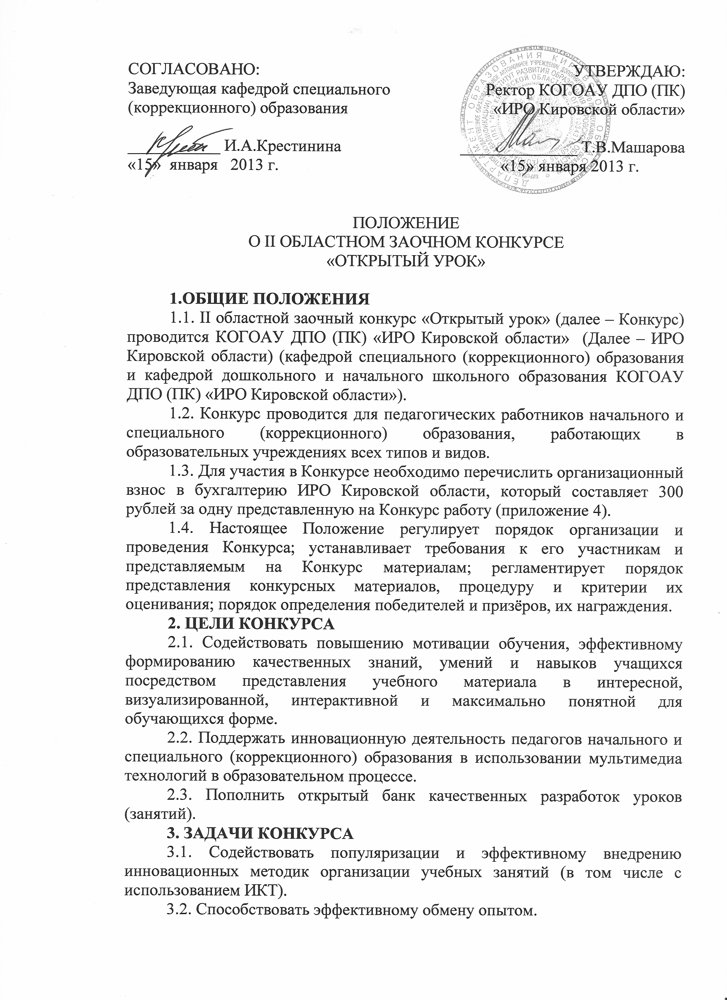 СОГЛАСОВАНО:
Заведующая кафедрой специального
(коррекционного) образования
И.А.Крестинина
«15» января 2013 г.
УТВЕРЖДАЮ:
Ректор КОГОАУ ДПО (ПК)
«ИРО Кировской области»
Т.В.Машарова
«15» января 2013 г.
ДЕПАРТАМЕНТ ОБРАЗОВАНИЯ КИРОВСКОЙ ОБЛАСТИ
ПОЛОЖЕНИЕ
О II ОБЛАСТНОМ ЗАОЧНОМ КОНКУРСЕ
«ОТКРЫТЫЙ УРОК»
1.ОБЩИЕ ПОЛОЖЕНИЯ
1.1. II областной заочный конкурс «Открытый урок» (далее – Конкурс)
проводится КОГОАУ ДПО (ПК) «ИРО Кировской области» (Далее – ИРО
Кировской области) (кафедрой специального (коррекционного) образования
и кафедрой дошкольного и начального школьного образования КОГОАУ
ДПО (ПК) «ИРО Кировской области»).
1.2. Конкурс проводится для педагогических работников начального и
специального (коррекционного) образования, работающих в
образовательных учреждениях всех типов и видов.
1.3. Для участия в Конкурсе необходимо перечислить организационный
взнос в бухгалтерию ИРО Кировской области, который составляет 300
рублей за одну представленную на Конкурс работу (приложение 4).
1.4. Настоящее Положение регулирует порядок организации и
проведения Конкурса; устанавливает требования к его участникам и
представляемым на Конкурс материалам; регламентирует порядок
представления конкурсных материалов, процедуру и критерии их
оценивания; порядок определения победителей и призёров, их награждения.
2. ЦЕЛИ КОНКУРСА
2.1. Содействовать повышению мотивации обучения, эффективному
формированию качественных знаний, умений и навыков учащихся
посредством представления учебного материала в интересной,
визуализированной, интерактивной и максимально понятной для
обучающихся форме.
2.2. Поддержать инновационную деятельность педагогов начального и
специального (коррекционного) образования в использовании мультимедиа
технологий в образовательном процессе.
2.3. Пополнить открытый банк качественных разработок уроков
(занятий).
3. ЗАДАЧИ КОНКУРСА
3.1. Содействовать популяризации и эффективному внедрению
инновационных методик организации учебных занятий (в том числе с
использованием ИКТ).
3.2. Способствовать эффективному обмену опытом.